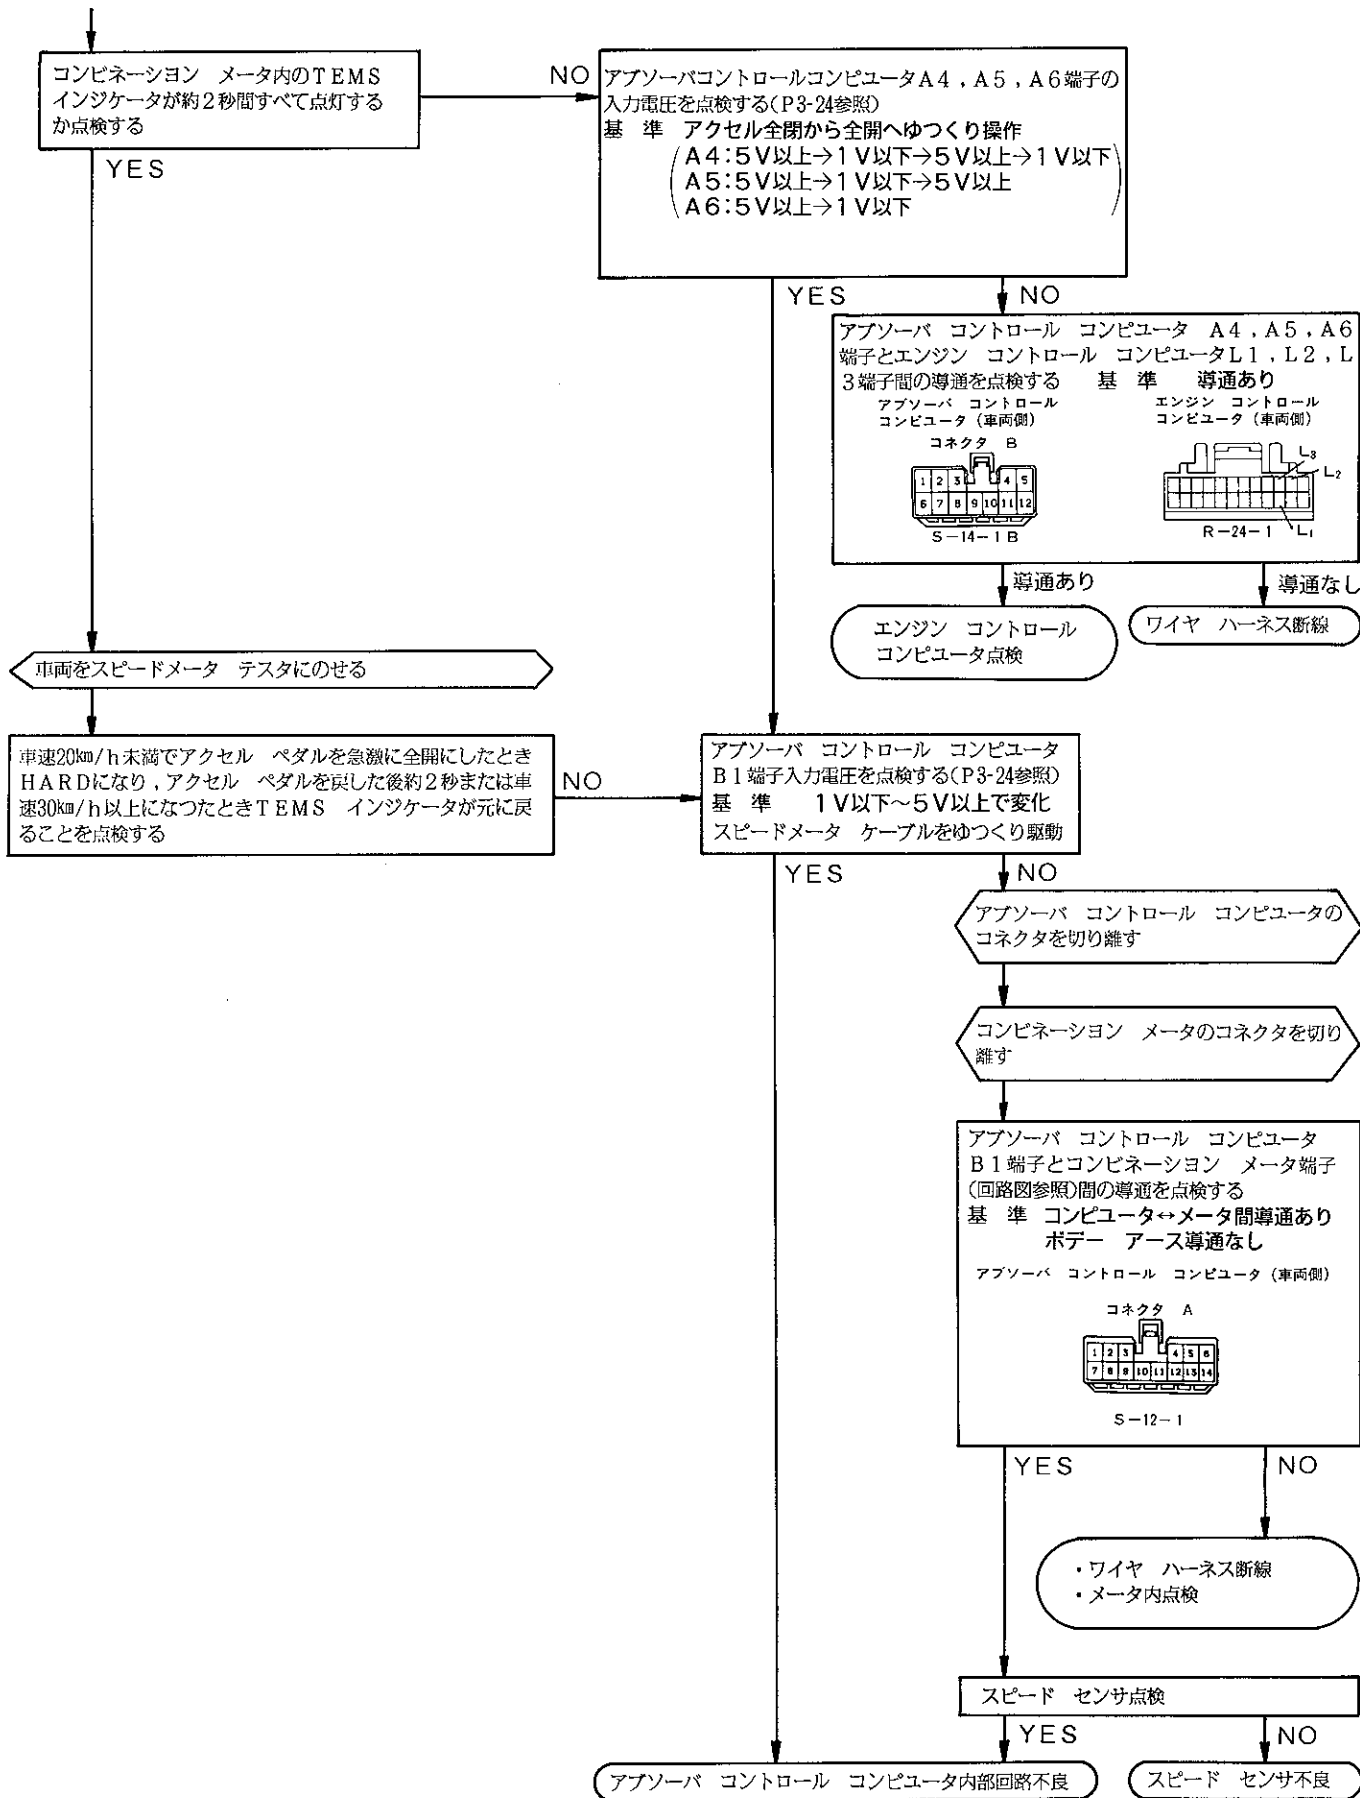 コンビネーション メータ内のTEMS
インジケータが約2秒間すべて点灯する
か点検する
NO
YES
アブソーバコントロールコンピユータA4，A5，A6端子の
入力電圧を点検する(P3-24参照)
基 準 アクセル全閉から全開へゆつくり操作
A4:5V以上→1V以下→5V以上→1V以下
A5:5V以上→1V以下→5V以上
A6:5V以上→1V以下
YES
NO
アブソーバ コントロール コンピユータ A4，A5，A6
端子とエンジン コントロール コンピユータL1，L2，L
3端子間の導通を点検する 基 準 導通あり
アブソーバ コントロール
コンピユータ (車両側)
コネクタ B
1 2 3 4 5
6 7 8 9 10 11 12
S-14-1B
エンジン コントロール
コンピユータ (車両側)
L3
L2
R-24-1 L1
導通あり
導通なし
エンジン コントロール
コンピユータ点検
ワイヤ ハーネス断線
車両をスピードメータ テスタにのせる
車速20km/h未満でアクセル ペダルを急激に全開にしたとき
HARDになり，アクセル ペダルを戻した後約2秒または車
速30km/h以上になつたときTEMS インジケータが元に戻
ることを点検する
NO
アブソーバ コントロール コンピユータ
B1端子入力電圧を点検する(P3-24参照)
基 準 1V以下～5V以上で変化
スピードメータ ケーブルをゆつくり駆動
YES
NO
アブソーバ コントロール コンピユータの
コネクタを切り離す
コンビネーション メータのコネクタを切り
離す
アブソーバ コントロール コンピユータ
B1端子とコンビネーション メータ端子
(回路図参照)間の導通を点検する
基 準 コンピユータ↔メータ間導通あり
ボデー アース導通なし
アブソーバ コントロール コンピユータ (車両側)
コネクタ A
1 2 3 4 5 6
7 8 9 10 11 12 13 14
S-12-1
YES
NO
・ワイヤ ハーネス断線
・メータ内点検
スピード センサ点検
YES
NO
アブソーバ コントロール コンピユータ内部回路不良
スピード センサ不良